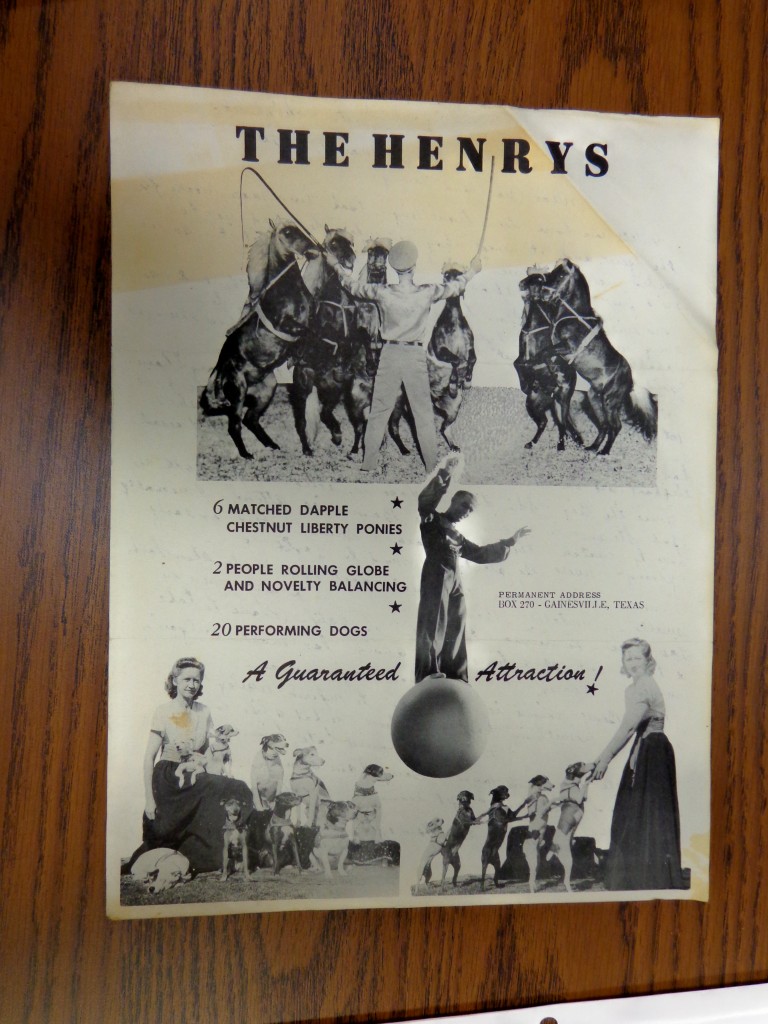 THE HENRYS
6 MATCHED DAPPLE
CHESTNUT LIBERTY PONIES
2 PEOPLE ROLLING GLOBE
AND NOVELTY BALANCING
20 PERFORMING DOGS
PERMANENT ADDRESS
BOX 270 - GAINESVILLE, TEXAS
A Guaranteed Attraction!